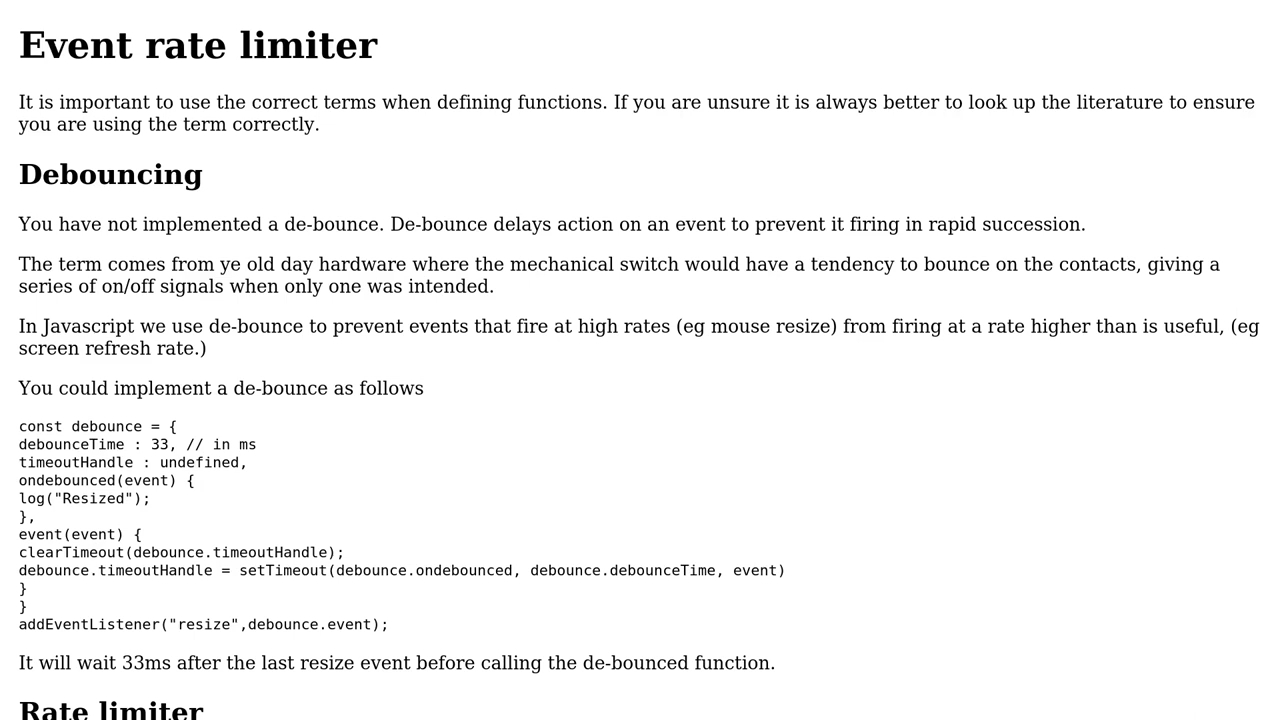 Event rate limiter
It is important to use the correct terms when defining functions. If you are unsure it is always better to look up the literature to ensure
you are using the term correctly.
Debouncing
You have not implemented a de-bounce. De-bounce delays action on an event to prevent it firing in rapid succession.
The term comes from ye old day hardware where the mechanical switch would have a tendency to bounce on the contacts, giving a
series of on/off signals when only one was intended.
In Javascript we use de-bounce to prevent events that fire at high rates (eg mouse resize) from firing at a rate higher than is useful, (eg
screen refresh rate.)
You could implement a de-bounce as follows
const debounce = {
debounceTime : 33, // in ms
timeoutHandle : undefined,
ondebounced(event) {
log("Resized");
},
event(event) {
clearTimeout(debounce.timeoutHandle);
debounce.timeoutHandle = setTimeout(debounce.ondebounced, debounce.debounceTime, event)
}
}
addEventListener("resize",debounce.event);
It will wait 33ms after the last resize event before calling the de-bounced function.
Rate limiter